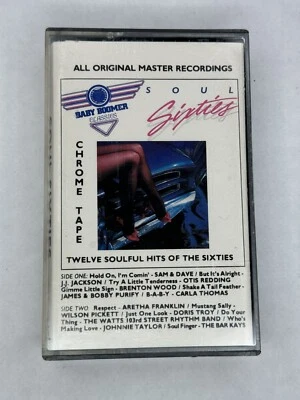 ALL ORIGINAL MASTER RECORDINGS
BABY BOOMER
CLASSICS
SOUL
Sixties
CHROME TAPE
TWELVE SOULFUL HITS OF THE SIXTIES
SIDE ONE: Hold On, I'm Comin' - SAM & DAVE / But It's Alright -
J.J. JACKSON / Try A Little Tenderness - OTIS REDDING
Gimme Little Sign - BRENTON WOOD / Shake A Tail Feather -
JAMES & BOBBY PURIFY / B-A-B-Y - CARLA THOMAS
SIDE TWO: Respect - ARETHA FRANKLIN / Mustang Sally -
WILSON PICKETT / Just One Look - DORIS TROY / Do Your
Thing - THE WATTS 103rd STREET RHYTHM BAND / Who's
Making Love - JOHNNIE TAYLOR / Soul Finger - THE BAR KAYS